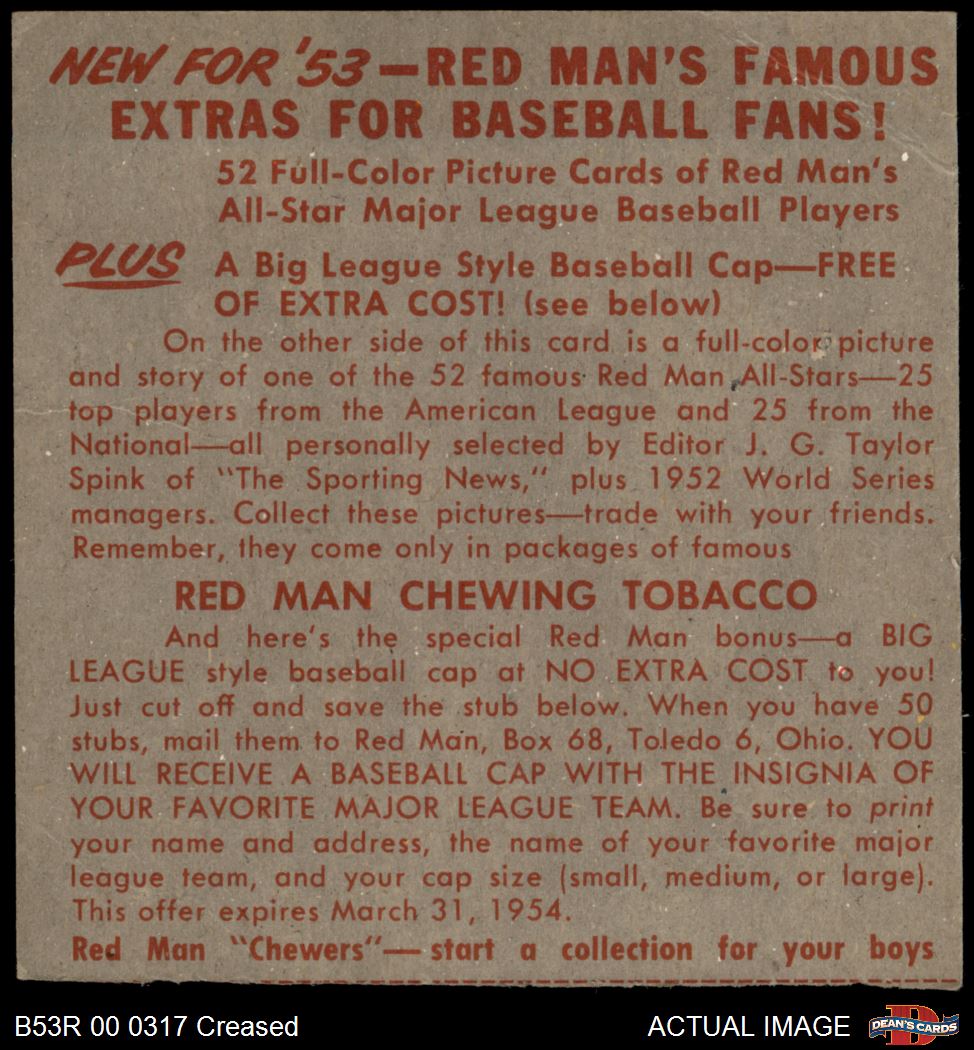 NEW FOR '53—RED MAN'S FAMOUS
EXTRAS FOR BASEBALL FANS!
52 Full-Color Picture Cards of Red Man's
All-Star Major League Baseball Players
PLUS A Big League Style Baseball Cap—FREE
OF EXTRA COST! (see below)
On the other side of this card is a full-color picture
and story of one of the 52 famous Red Man All-Stars—25
top players from the American League and 25 from the
National—all personally selected by Editor J. G. Taylor
Spink of "The Sporting News," plus 1952 World Series
managers. Collect these pictures—trade with your friends.
Remember, they come only in packages of famous
RED MAN CHEWING TOBACCO
And here's the special Red Man bonus—a BIG
LEAGUE style baseball cap at NO EXTRA COST to you!
Just cut off and save the stub below. When you have 50
stubs, mail them to Red Man, Box 68, Toledo 6, Ohio. YOU
WILL RECEIVE A BASEBALL CAP WITH THE INSIGNIA OF
YOUR FAVORITE MAJOR LEAGUE TEAM. Be sure to print
your name and address, the name of your favorite major
league team, and your cap size (small, medium, or large).
This offer expires March 31, 1954.
Red Man "Chewers"—start a collection for your boys
B53R 00 0317 Creased
ACTUAL IMAGE
D
DEAN'S CARDS